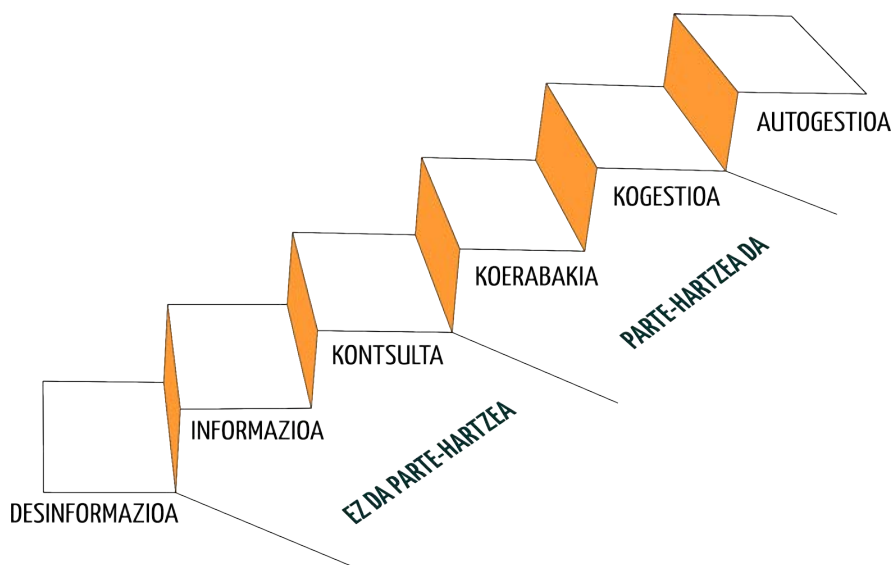 AUTOGESTIOA
KOGESTIOA
KOERABAKIA
PARTE-HARTZEA DA
KONTSULTA
INFORMAZIOA
EZ DA PARTE-HARTZEA
DESINFORMAZIOA